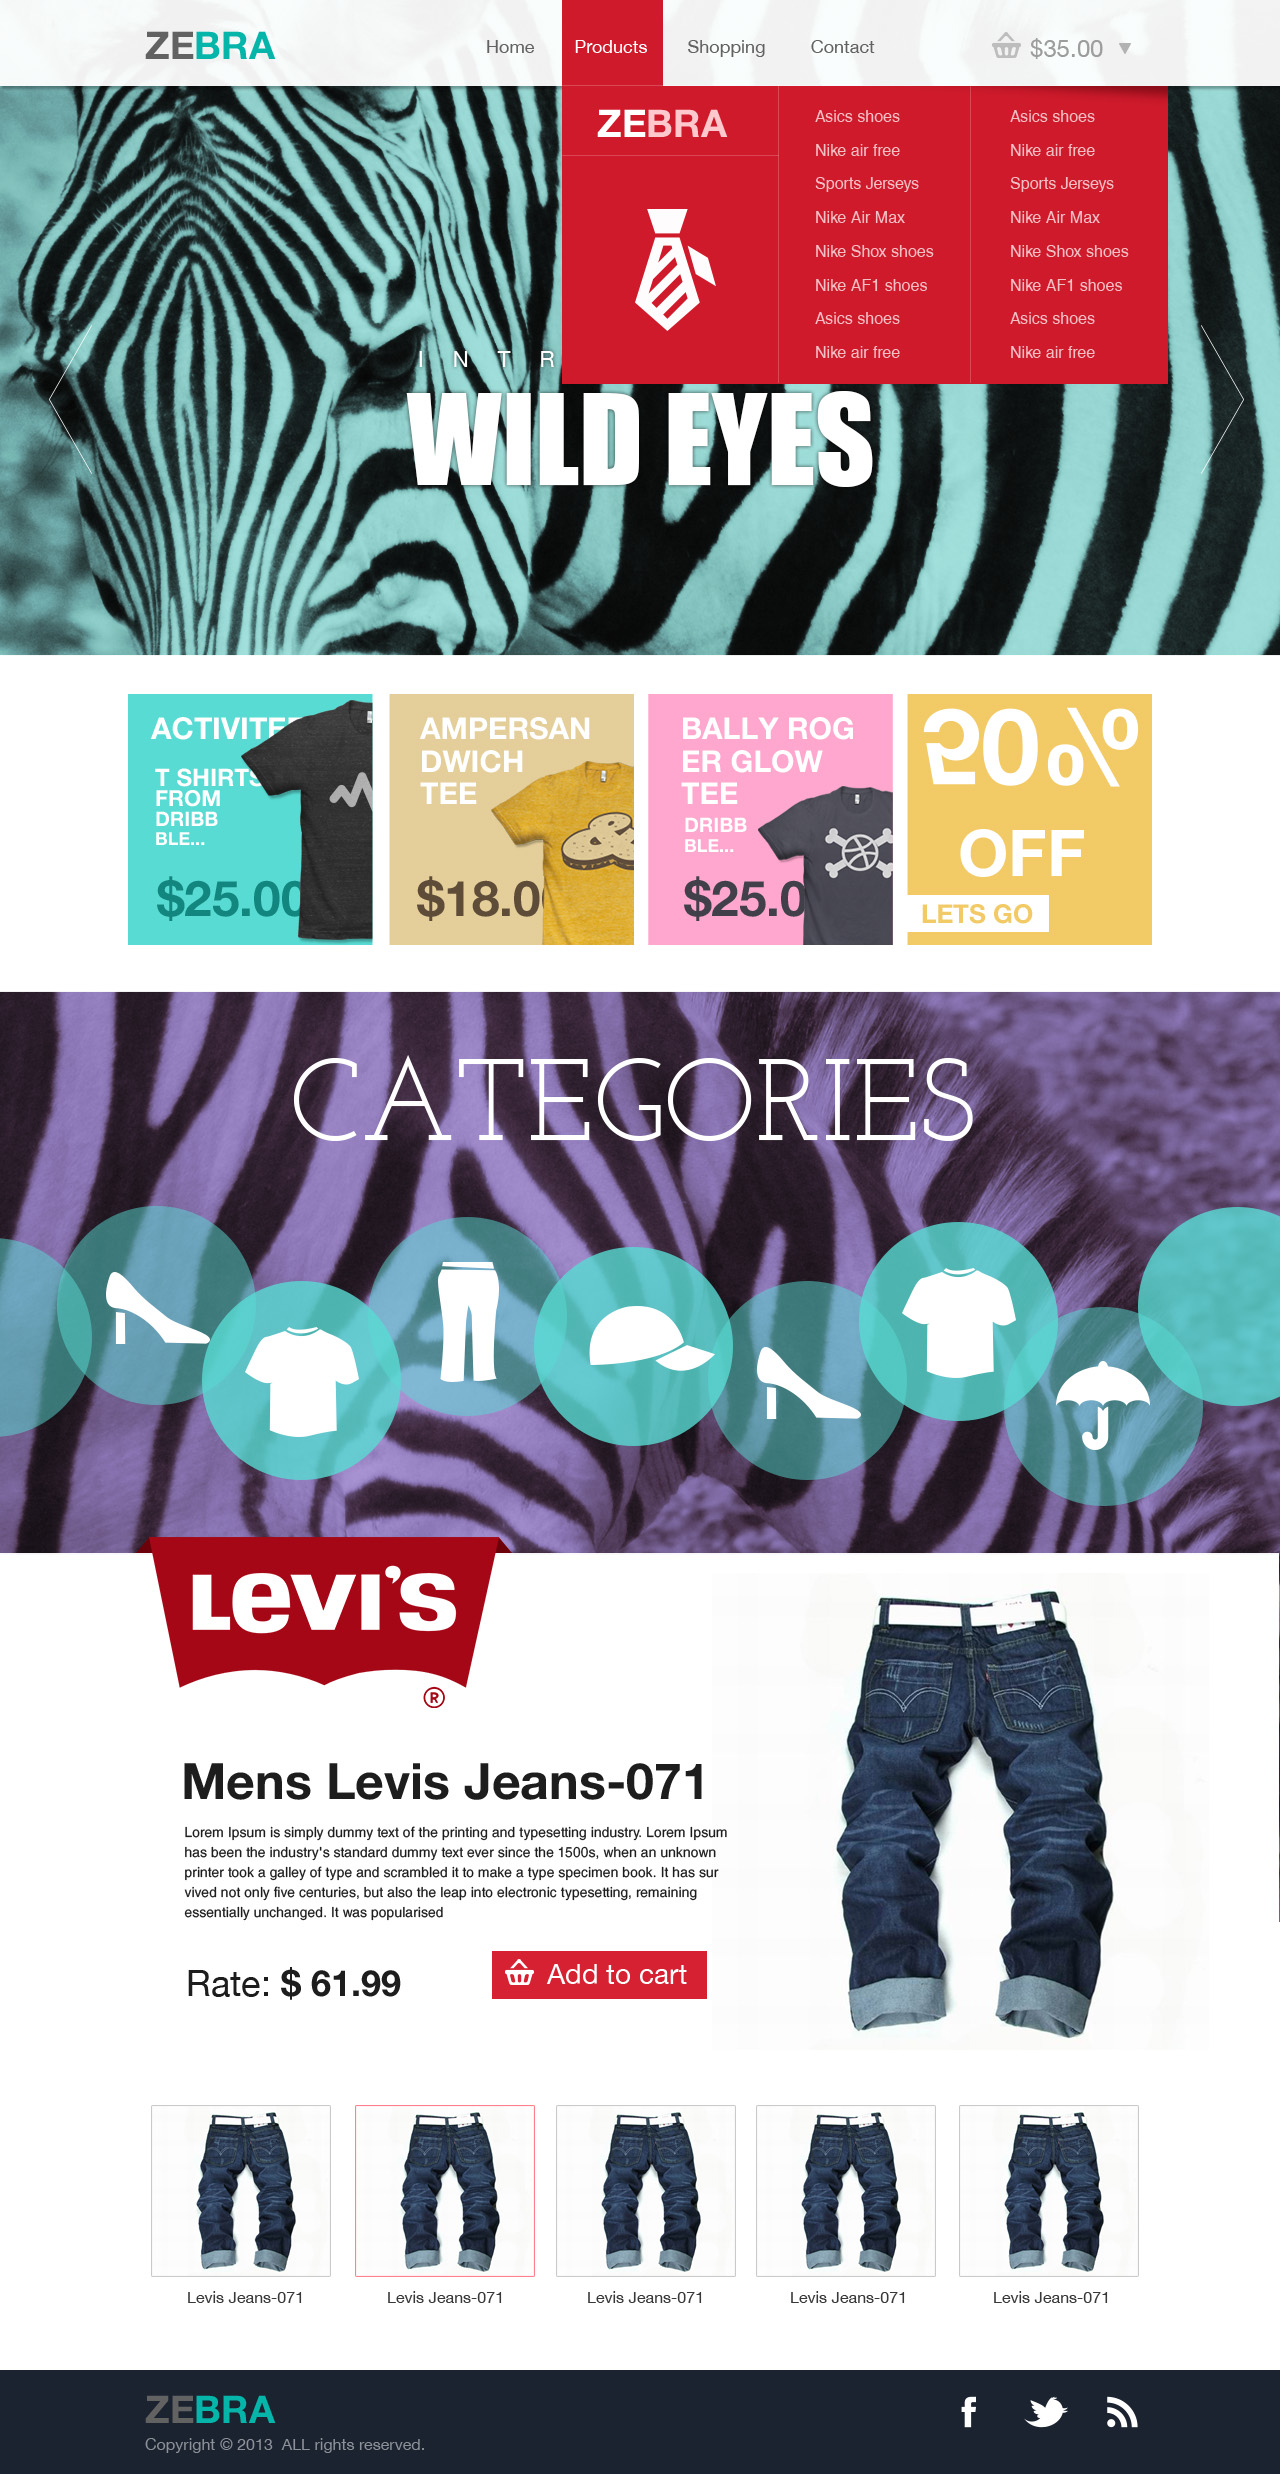 ZEBRA
Home
Products
Shopping
Contact
$35.00
ZEBRA
Asics shoes
Nike air free
Sports Jerseys
Nike Air Max
Nike Shox shoes
Nike AF1 shoes
Asics shoes
Nike air free
Asics shoes
Nike air free
Sports Jerseys
Nike Air Max
Nike Shox shoes
Nike AF1 shoes
Asics shoes
Nike air free
I N T R
WILD EYES
ACTIVITEE
T SHIRTS
FROM
DRIBB
BLE...
$25.00
AMPERSAN
DWICH
TEE
$18.00
BALLY ROG
ER GLOW
TEE
DRIBB
BLE...
$25.0
50%
OFF
LETS GO
CATEGORIES
LEVI'S
®
Mens Levis Jeans-071
Lorem Ipsum is simply dummy text of the printing and typesetting industry. Lorem Ipsum
has been the industry's standard dummy text ever since the 1500s, when an unknown
printer took a galley of type and scrambled it to make a type specimen book. It has sur
vived not only five centuries, but also the leap into electronic typesetting, remaining
essentially unchanged. It was popularised
Rate: $ 61.99
Add to cart
Levis Jeans-071
Levis Jeans-071
Levis Jeans-071
Levis Jeans-071
Levis Jeans-071
ZEBRA
Copyright © 2013 ALL rights reserved.